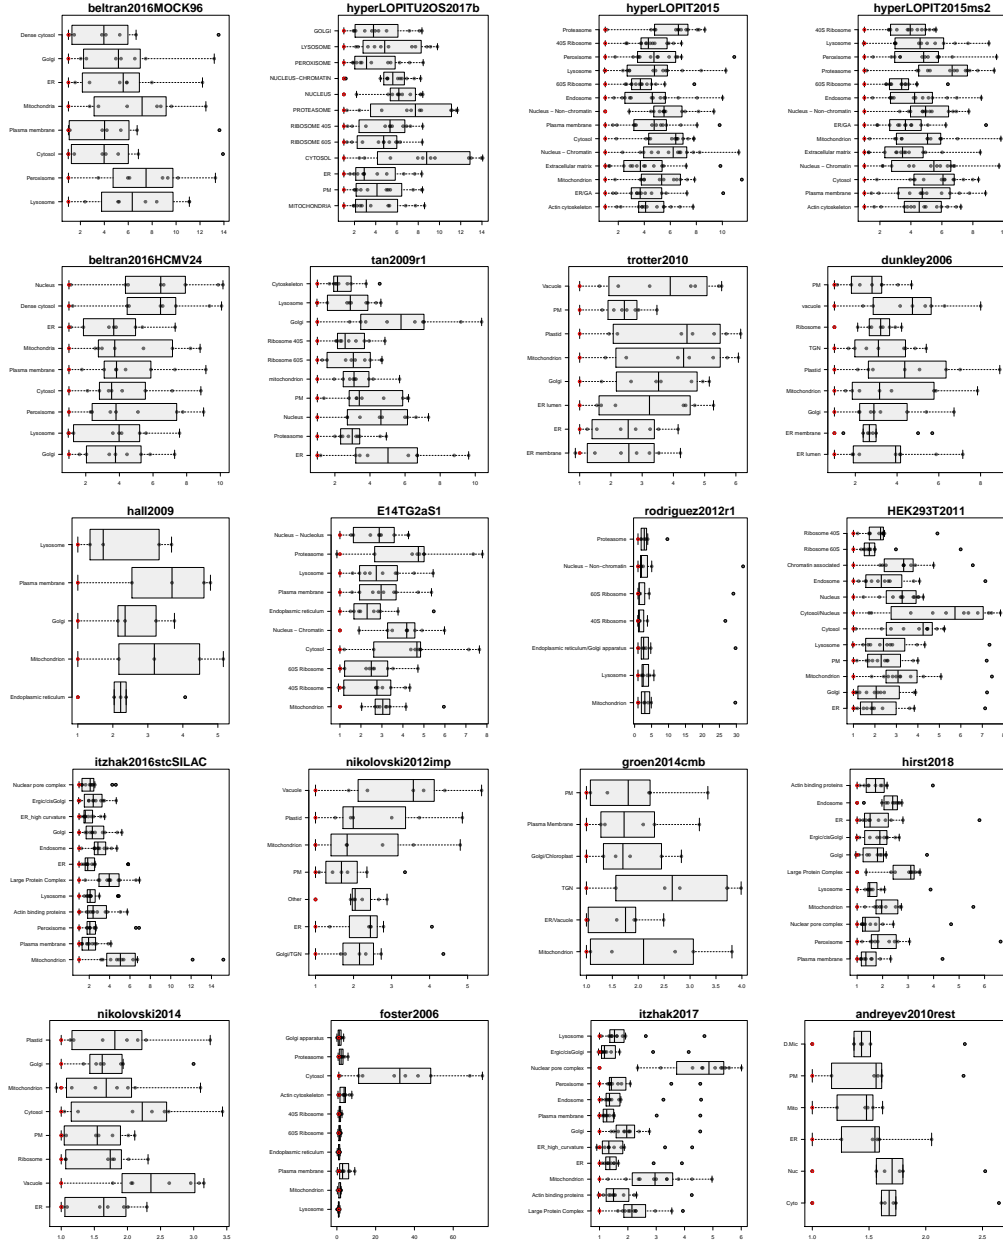 beltran2016MOCK96
Dense cytosol
Golgi
ER
Mitochondria
Plasma membrane
Cytosol
Peroxisome
Lysosome
2 4 6 8 10 12 14
hyperLOPITU2OS2017b
GOLGI
LYSOSOME
PEROXISOME
NUCLEUS−CHROMATIN
NUCLEUS
PROTEASOME
RIBOSOME 40S
RIBOSOME 60S
CYTOSOL
ER
PM
MITOCHONDRIA
2 4 6 8 10 12 14
hyperLOPIT2015
Proteasome
40S Ribosome
Peroxisome
Lysosome
60S Ribosome
Endosome
Nucleus − Non−chromatin
Plasma membrane
Cytosol
Nucleus − Chromatin
Extracellular matrix
Mitochondrion
ER/GA
Actin cytoskeleton
2 4 6 8 10
hyperLOPIT2015ms2
40S Ribosome
Lysosome
Peroxisome
Proteasome
60S Ribosome
Endosome
Nucleus − Non−chromatin
ER/GA
Mitochondrion
Extracellular matrix
Nucleus − Chromatin
Cytosol
Plasma membrane
Actin cytoskeleton
2 4 6 8 10
beltran2016HCMV24
Nucleus
Dense cytosol
ER
Mitochondria
Plasma membrane
Cytosol
Peroxisome
Lysosome
Golgi
2 4 6 8 10
tan2009r1
Cytoskeleton
Lysosome
Golgi
Ribosome 40S
Ribosome 60S
mitochondrion
PM
Nucleus
Proteasome
ER
2 4 6 8 10
trotter2010
Vacuole
PM
Plastid
Mitochondrion
Golgi
ER lumen
ER
ER membrane
1 2 3 4 5 6
dunkley2006
PM
vacuole
Ribosome
TGN
Plastid
Mitochondrion
Golgi
ER membrane
ER lumen
1 2 3 4 5 6 7 8
hall2009
Lysosome
Plasma membrane
Golgi
Mitochondrion
Endoplasmic reticulum
1 2 3 4 5
E14TG2aS1
Nucleus − Nucleolus
Proteasome
Lysosome
Plasma membrane
Endoplasmic reticulum
Nucleus − Chromatin
Cytosol
60S Ribosome
40S Ribosome
Mitochondrion
1 2 3 4 5 6 7 8
rodriguez2012r1
Proteasome
Nucleus − Non−chromatin
60S Ribosome
40S Ribosome
Endoplasmic reticulum/Golgi apparatus
Lysosome
Mitochondrion
0 5 10 15 20 25 30
HEK293T2011
Ribosome 40S
Ribosome 60S
Chromatin associated
Endosome
Nucleus
Cytosol/Nucleus
Cytosol
Lysosome
PM
Mitochondrion
Golgi
ER
1 2 3 4 5 6 7 8
itzhak2016stcSILAC
Nuclear pore complex
Ergic/cisGolgi
ER_high curvature
Golgi
Endosome
ER
Large Protein Complex
Lysosome
Actin binding proteins
Peroxisome
Plasma membrane
Mitochondrion
2 4 6 8 10 12 14
nikolovski2012imp
Vacuole
Plastid
Mitochondrion
PM
Other
ER
Golgi/TGN
1 2 3 4 5
groen2014cmb
PM
Plasma Membrane
Golgi/Chloroplast
TGN
ER/Vacuole
Mitochondrion
1.0 1.5 2.0 2.5 3.0 3.5 4.0
hirst2018
Actin binding proteins
Endosome
ER
Ergic/cisGolgi
Golgi
Large Protein Complex
Lysosome
Mitochondrion
Nuclear pore complex
Peroxisome
Plasma membrane
1 2 3 4 5 6
nikolovski2014
Plastid
Golgi
Mitochondrion
Cytosol
PM
Ribosome
Vacuole
ER
1.0 1.5 2.0 2.5 3.0 3.5
foster2006
Golgi apparatus
Proteasome
Cytosol
Actin cytoskeleton
40S Ribosome
60S Ribosome
Endoplasmic reticulum
Plasma membrane
Mitochondrion
Lysosome
0 20 40 60
itzhak2017
Lysosome
Ergic/cisGolgi
Nuclear pore complex
Peroxisome
Endosome
Plasma membrane
Golgi
ER_high_curvature
ER
Mitochondrion
Actin binding proteins
Large Protein Complex
1 2 3 4 5 6
andreyev2010rest
D.Mic
PM
Mito
ER
Nuc
Cyto
1.0 1.5 2.0 2.5